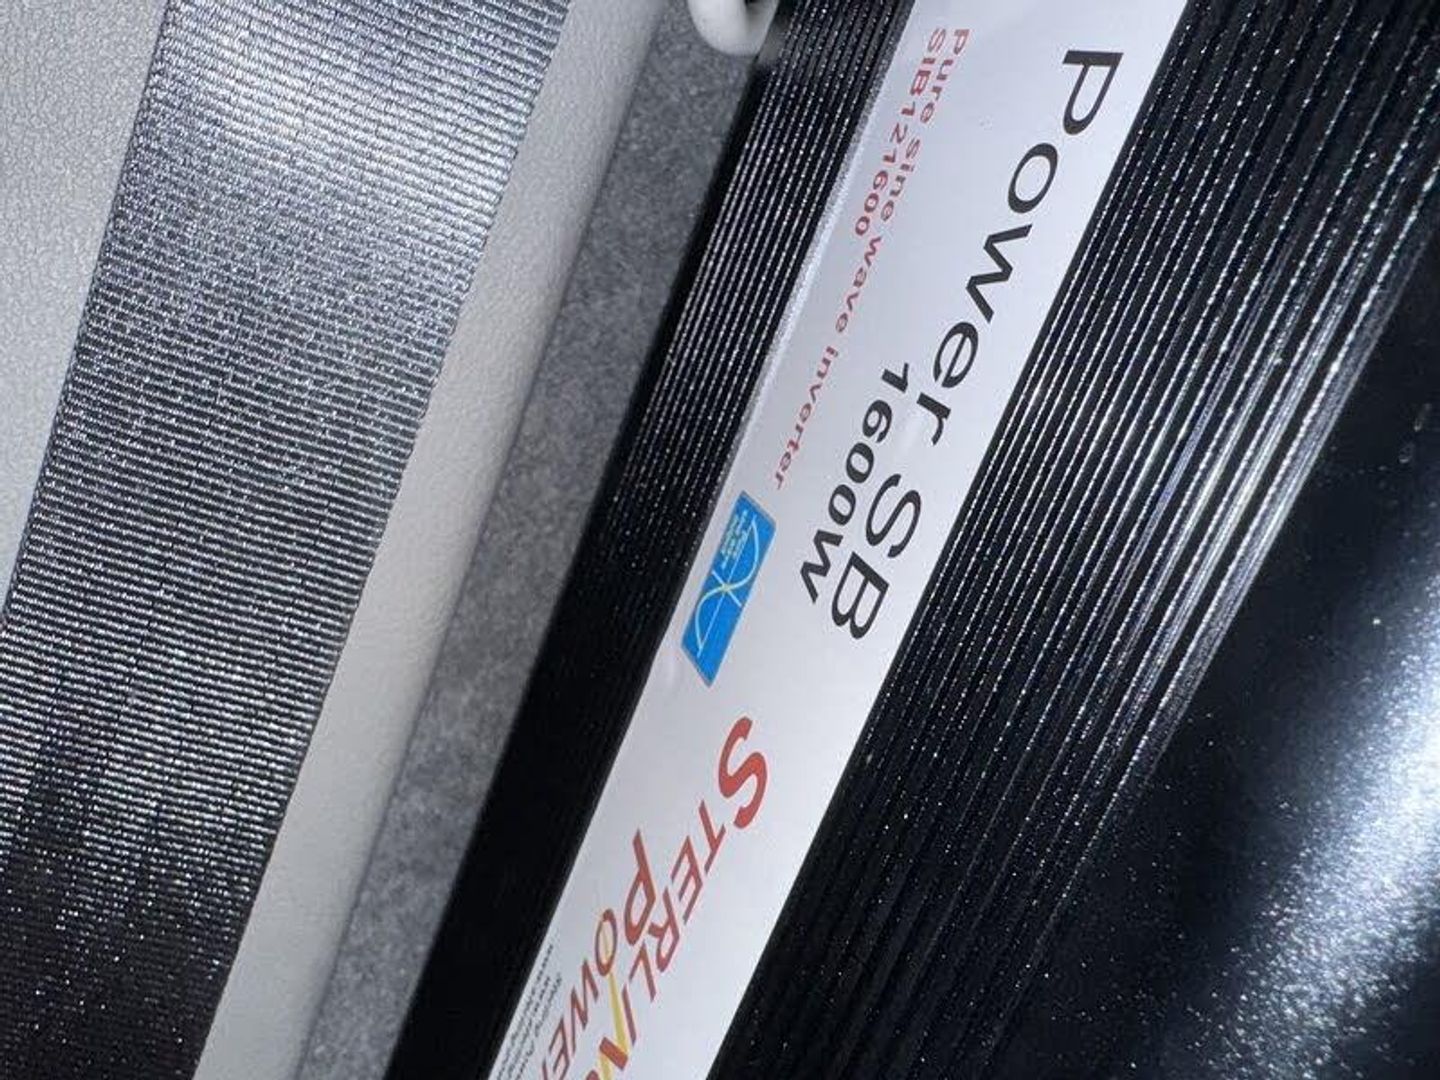 Power SB
1600W
Pure sine wave inverter
SIB121600
STERLING
POWER